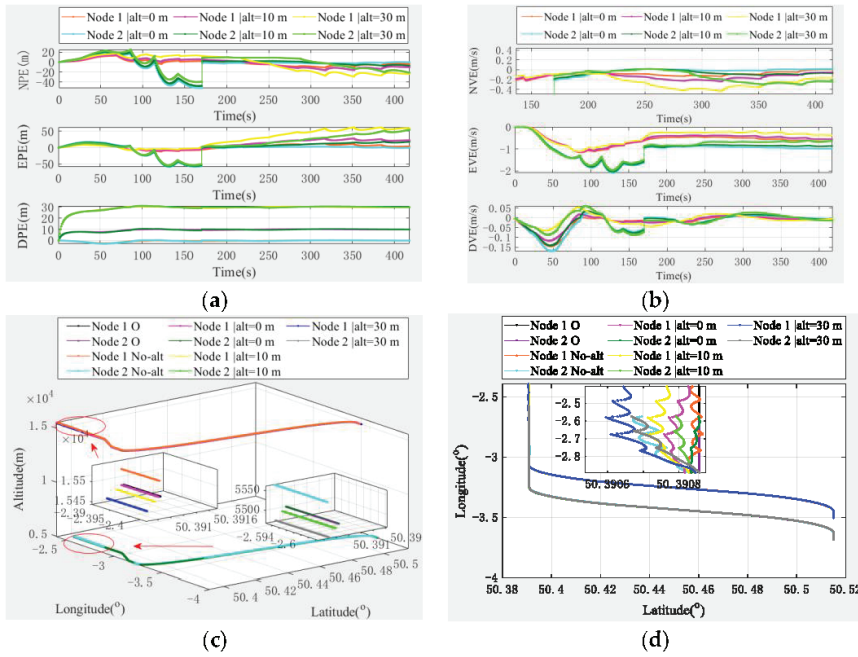 Node 1 |alt=0 m Node 1 |alt=10 m Node 1 |alt=30 m
Node 2 |alt=0 m Node 2 |alt=10 m Node 2 |alt=30 m
NPE(m)
20
0
-20
-40
0 50 100 150 200 250 300 350 400
Time(s)
EPE(m)
50
0
-50
0 50 100 150 200 250 300 350 400
Time(s)
DPE(m)
30
20
10
0
0 50 100 150 200 250 300 350 400
Time(s)
(a)
Node 1 |alt=0 m Node 1 |alt=10 m Node 1 |alt=30 m
Node 2 |alt=0 m Node 2 |alt=10 m Node 2 |alt=30 m
NVE(m/s)
0.4
0.2
0
-0.2
-0.4
150 200 250 300 350 400
Time(s)
EVE(m/s)
0
-1
-2
0 50 100 150 200 250 300 350 400
Time(s)
DVE(m/s)
0.05
0
-0.05
-0.1
-0.15
0 50 100 150 200 250 300 350 400
Time(s)
(b)
Node 1 O Node 1 |alt=0 m Node 1 |alt=30 m
Node 2 O Node 2 |alt=0 m Node 2 |alt=30 m
Node 1 No-alt Node 1 |alt=10 m
Node 2 No-alt Node 2 |alt=10 m
×10⁴
Altitude(m)
1.5
0.5
×10⁴
1.55
1.545
-2.39
-2.395
-2.4
50.391
50.3916
5550
5500
-2.594
-2.6
50.391
50.39
-2.5
-3
-3.5
-4
Longitude(°)
50.4 50.42 50.44 50.46 50.48 50.5
Latitude(°)
(c)
Node 1 O Node 1 |alt=0 m Node 1 |alt=30 m
Node 2 O Node 2 |alt=0 m Node 2 |alt=30 m
Node 1 No-alt Node 1 |alt=10 m
Node 2 No-alt Node 2 |alt=10 m
Longitude(°)
-2.5
-3
-3.5
-4
-2.5
-2.6
-2.7
-2.8
50.3906 50.3908
50.38 50.4 50.42 50.44 50.46 50.48 50.5 50.52
Latitude(°)
(d)